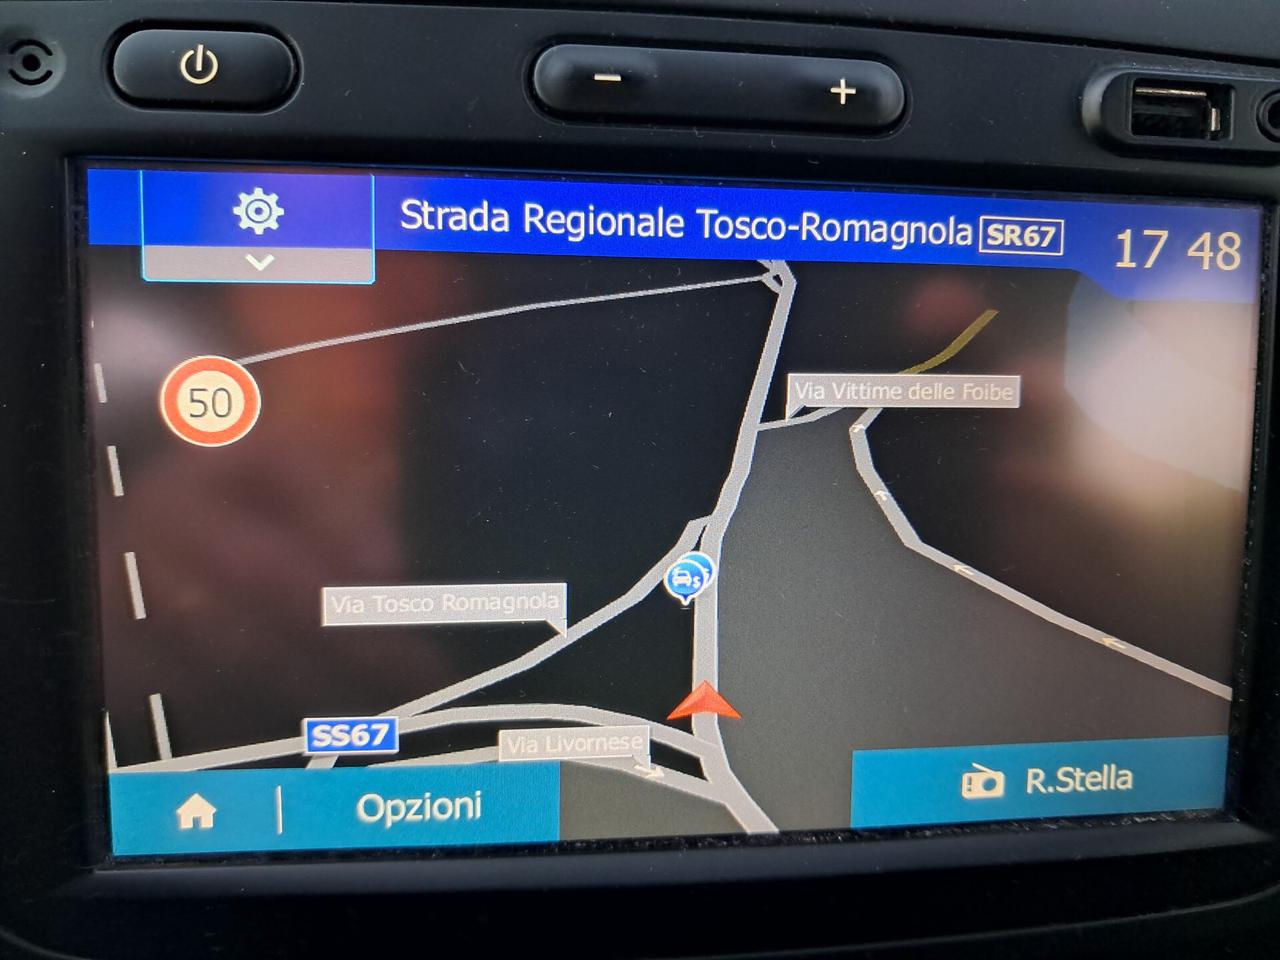 Strada Regionale Tosco-Romagnola SR67 17 48
50
Via Vittime delle Foibe
Via Tosco Romagnola
SS67
Via Livornese
Opzioni
R.Stella